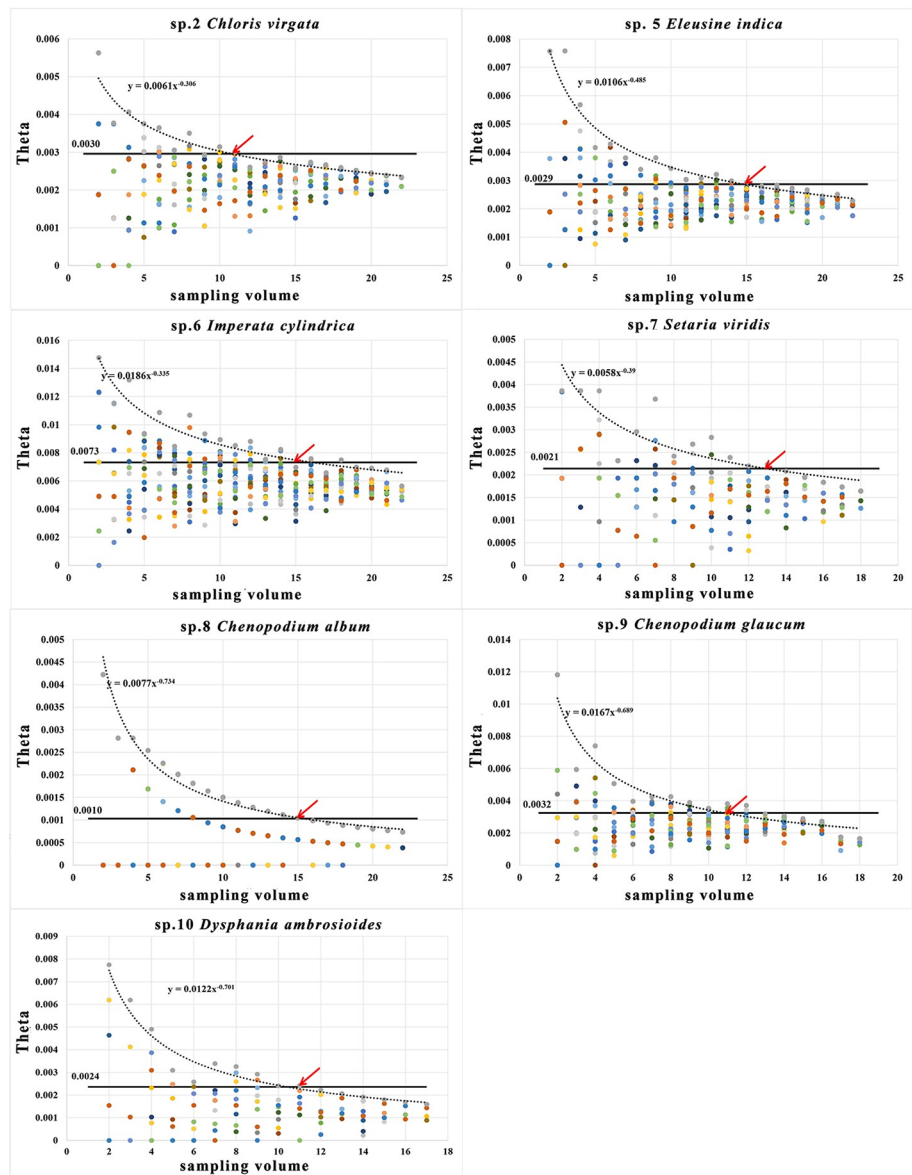 sp.2 Chloris virgata
0.006
0.005
0.004
0.003
0.002
0.001
0
Theta
y = 0.0061x-0.306
0.0030
0 5 10 15 20 25
sampling volume
sp. 5 Eleusine indica
0.008
0.007
0.006
0.005
0.004
0.003
0.002
0.001
0
Theta
y = 0.0106x-0.485
0.0029
0 5 10 15 20 25
sampling volume
sp.6 Imperata cylindrica
0.016
0.014
0.012
0.01
0.008
0.006
0.004
0.002
0
Theta
y = 0.0186x-0.335
0.0073
0 5 10 15 20 25
sampling volume
sp.7 Setaria viridis
0.005
0.0045
0.004
0.0035
0.003
0.0025
0.002
0.0015
0.001
0.0005
0
Theta
y = 0.0058x-0.39
0.0021
0 2 4 6 8 10 12 14 16 18 20
sampling volume
sp.8 Chenopodium album
0.005
0.0045
0.004
0.0035
0.003
0.0025
0.002
0.0015
0.001
0.0005
0
Theta
y = 0.0077x-0.734
0.0010
0 5 10 15 20 25
sampling volume
sp.9 Chenopodium glaucum
0.014
0.012
0.01
0.008
0.006
0.004
0.002
0
Theta
y = 0.0167x-0.689
0.0032
0 2 4 6 8 10 12 14 16 18 20
sampling volume
sp.10 Dysphania ambrosioides
0.009
0.008
0.007
0.006
0.005
0.004
0.003
0.002
0.001
0
Theta
y = 0.0122x-0.701
0.0024
0 2 4 6 8 10 12 14 16 18
sampling volume